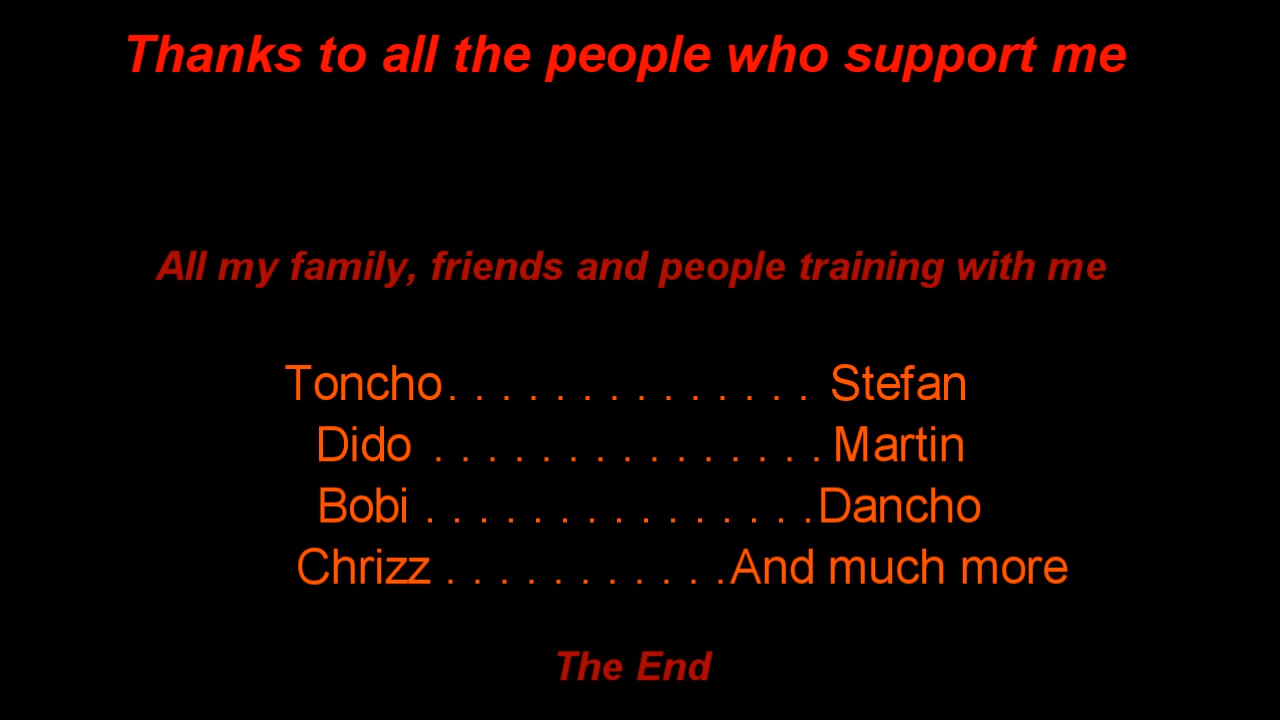 Thanks to all the people who support me
All my family, friends and people training with me
Toncho. . . . . . . . . . . . . . Stefan
Dido . . . . . . . . . . . . . . . Martin
Bobi . . . . . . . . . . . . . . .Dancho
Chrizz . . . . . . . . . . .And much more
The End